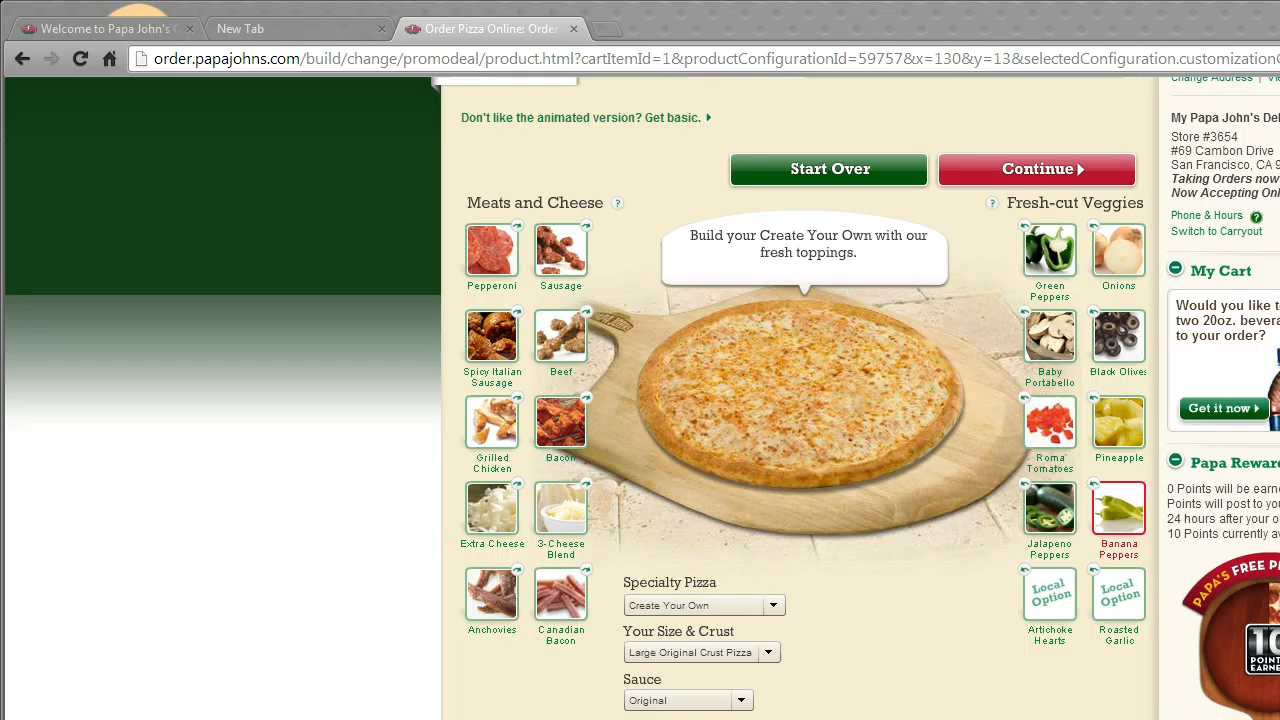 Welcome to Papa John's
New Tab
Order Pizza Online: Order
order.papajohns.com/build/change/promodeal/product.html?cartItemId=1&productConfigurationId=59757&x=130&y=13&selectedConfiguration.customization
Change Address
Don't like the animated version? Get basic.
Start Over
Continue
Meats and Cheese ?
? Fresh-cut Veggies
Build your Create Your Own with our
fresh toppings.
Pepperoni
Sausage
Spicy Italian
Sausage
Beef
Grilled
Chicken
Bacon
Extra Cheese
3-Cheese
Blend
Anchovies
Canadian
Bacon
Green
Peppers
Onions
Baby
Portabello
Black Olives
Roma
Tomatoes
Pineapple
Jalapeno
Peppers
Banana
Peppers
Local
Option
Artichoke
Hearts
Local
Option
Roasted
Garlic
Specialty Pizza
Create Your Own
Your Size & Crust
Large Original Crust Pizza
Sauce
Original
My Papa John's Del
Store #3654
#69 Cambon Drive
San Francisco, CA 9
Taking Orders now
Now Accepting Onl
Phone & Hours ?
Switch to Carryout
My Cart
Would you like t
two 20oz. bevera
to your order?
Get it now
Papa Rewar
0 Points will be earne
Points will post to you
24 hours after your o
10 Points currently av
PAPA'S FREE P
10
POINT
EARNE